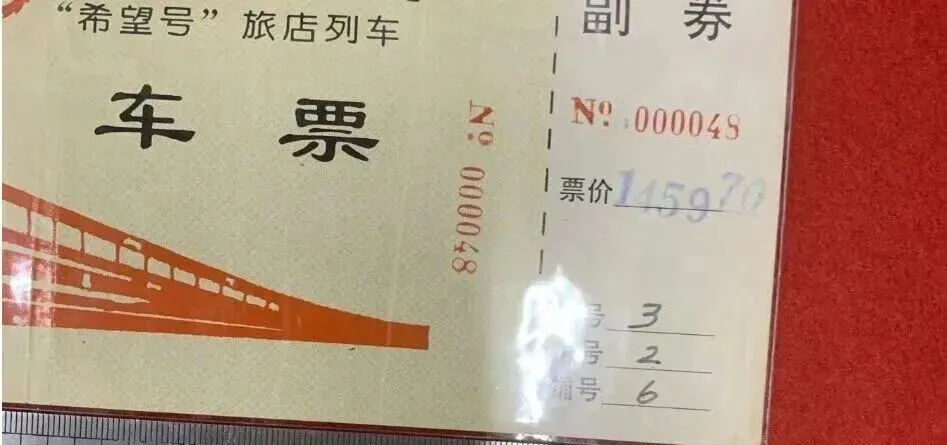 “希望号”旅店列车
车票
№ 000048
副券
№ 000048
票价 145970
号 3
号 2
铺号 6